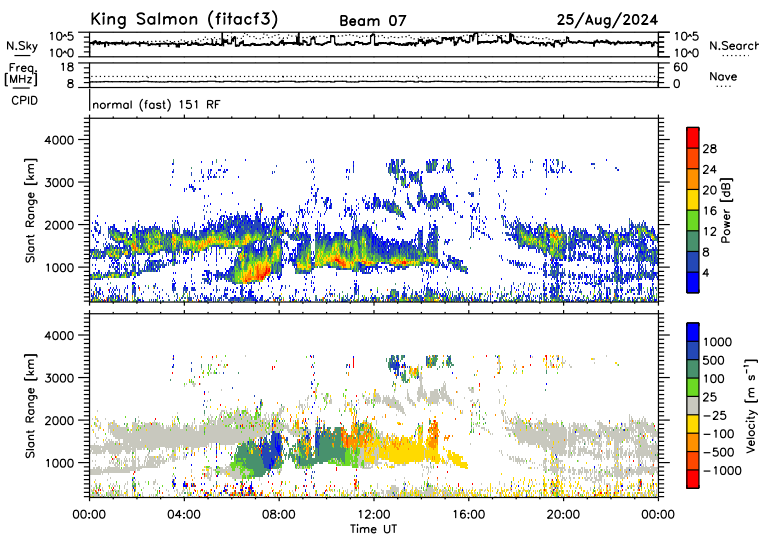 King Salmon (fitacf3) Beam 07 25/Aug/2024
N.Sky 10^5 10^0 10^5 10^0 N.Search
Freq. [MHz] 18 8 60 0 Nave
CPID normal (fast) 151 RF
Slant Range [km] 4000 3000 2000 1000
Power [dB] 28 24 20 16 12 8 4
Slant Range [km] 4000 3000 2000 1000
Velocity [m s⁻¹] 1000 500 100 25 −25 −100 −500 −1000
00:00 04:00 08:00 12:00 16:00 20:00 00:00
Time UT